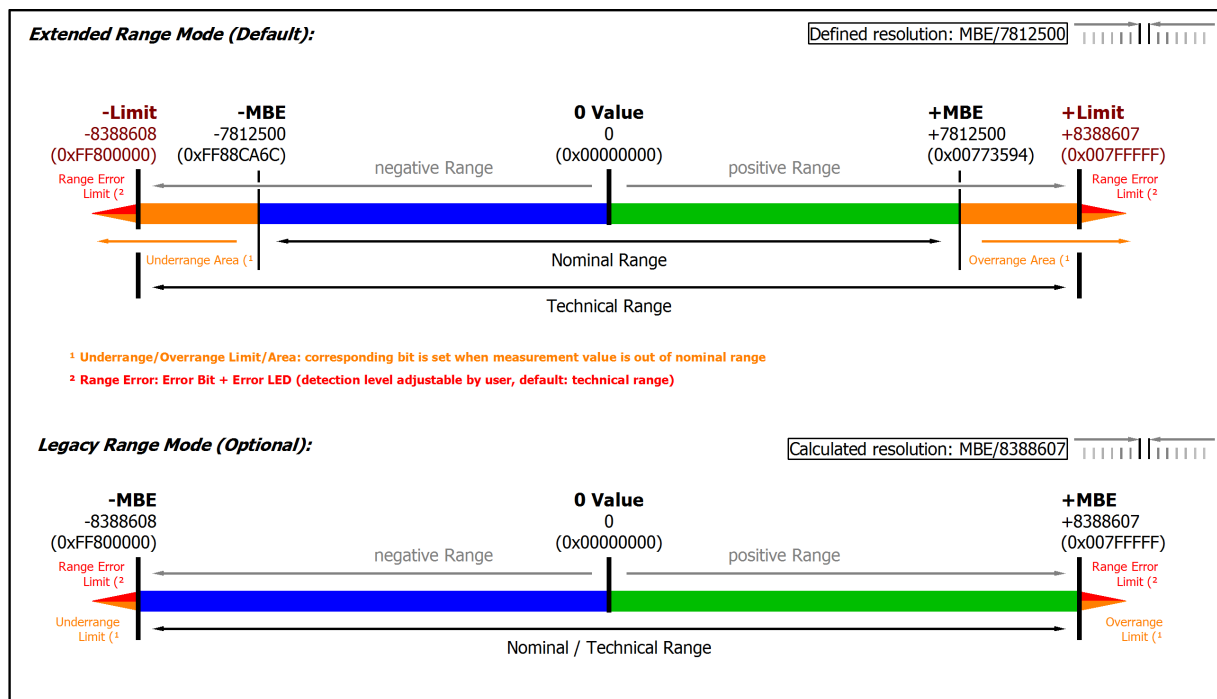 Extended Range Mode (Default):
Defined resolution: MBE/7812500
-Limit
-8388608
(0xFF800000)
-MBE
-7812500
(0xFF88CA6C)
0 Value
0
(0x00000000)
+MBE
+7812500
(0x00773594)
+Limit
+8388607
(0x007FFFFF)
Range Error
Limit (²
negative Range
positive Range
Range Error
Limit (²
Underrange Area (¹
Nominal Range
Overrange Area (¹
Technical Range
¹ Underrange/Overrange Limit/Area: corresponding bit is set when measurement value is out of nominal range
² Range Error: Error Bit + Error LED (detection level adjustable by user, default: technical range)
Legacy Range Mode (Optional):
Calculated resolution: MBE/8388607
-MBE
-8388608
(0xFF800000)
0 Value
0
(0x00000000)
+MBE
+8388607
(0x007FFFFF)
Range Error
Limit (²
negative Range
positive Range
Range Error
Limit (²
Underrange
Limit (¹
Overrange
Limit (¹
Nominal / Technical Range